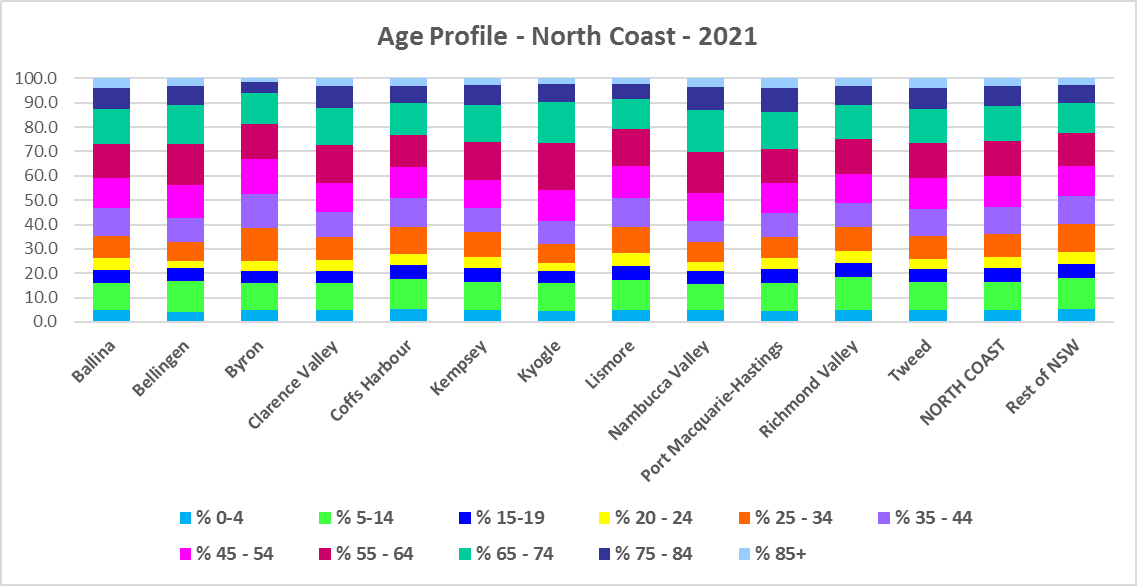 Age Profile - North Coast - 2021
100.0
90.0
80.0
70.0
60.0
50.0
40.0
30.0
20.0
10.0
0.0
Ballina
Bellingen
Byron
Clarence Valley
Coffs Harbour
Kempsey
Kyogle
Lismore
Nambucca Valley
Port Macquarie-Hastings
Richmond Valley
Tweed
NORTH COAST
Rest of NSW
% 0-4 % 5-14 % 15-19 % 20 - 24 % 25 - 34 % 35 - 44
% 45 - 54 % 55 - 64 % 65 - 74 % 75 - 84 % 85+